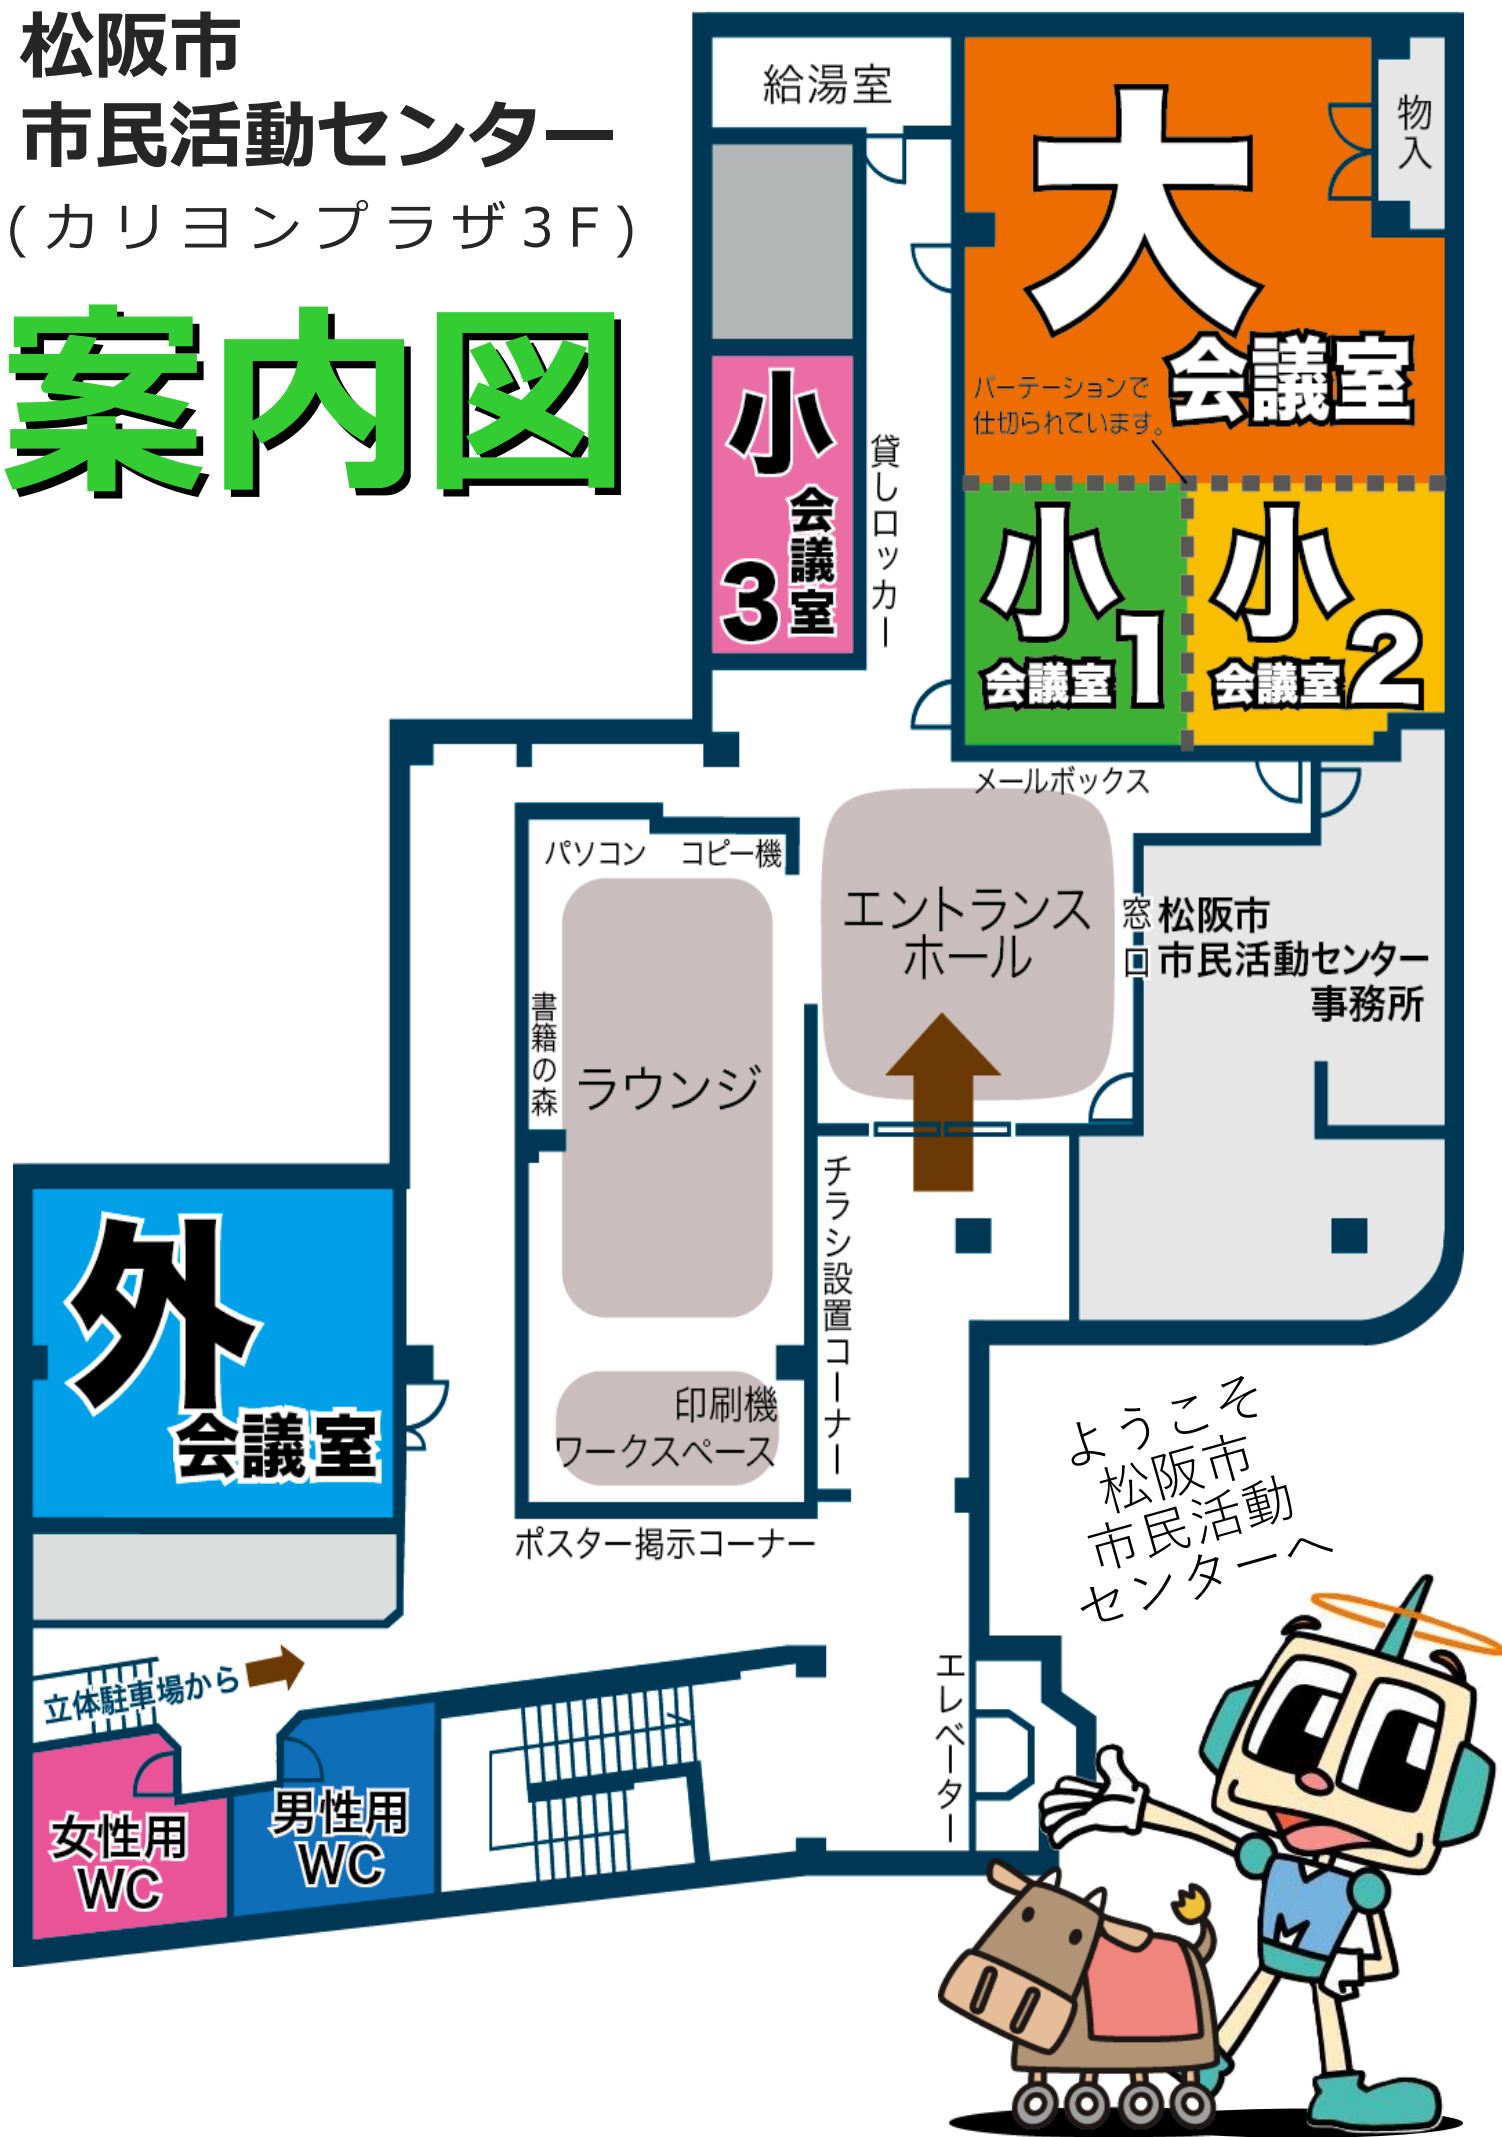 松阪市
市民活動センター
(カリヨンプラザ3F)
案内図
給湯室
物入
大
会議室
パーテーションで
仕切られています。
小
会議室
3
貸しロッカー
小
会議室1
小
会議室2
メールボックス
パソコン
コピー機
エントランス
ホール
窓口
松阪市
市民活動センター
事務所
書籍の森
ラウンジ
チラシ設置コーナー
外
会議室
印刷機
ワークスペース
ポスター掲示コーナー
ようこそ
松阪市
市民活動
センターへ
立体駐車場から
エレベーター
女性用
WC
男性用
WC
M